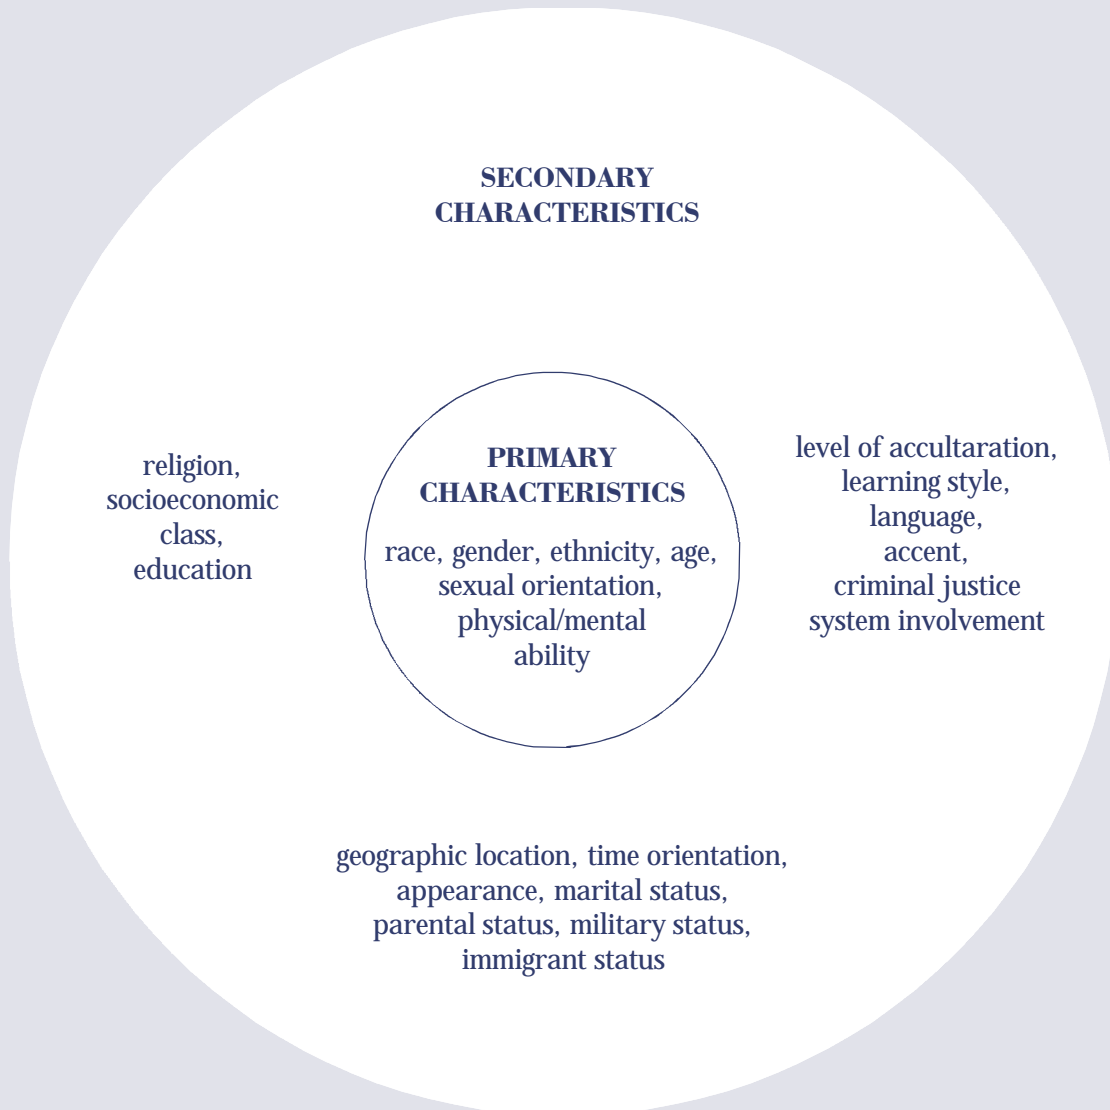 SECONDARY
CHARACTERISTICS
religion,
socioeconomic
class,
education
PRIMARY
CHARACTERISTICS
race, gender, ethnicity, age,
sexual orientation,
physical/mental
ability
level of accultaration,
learning style,
language,
accent,
criminal justice
system involvement
geographic location, time orientation,
appearance, marital status,
parental status, military status,
immigrant status